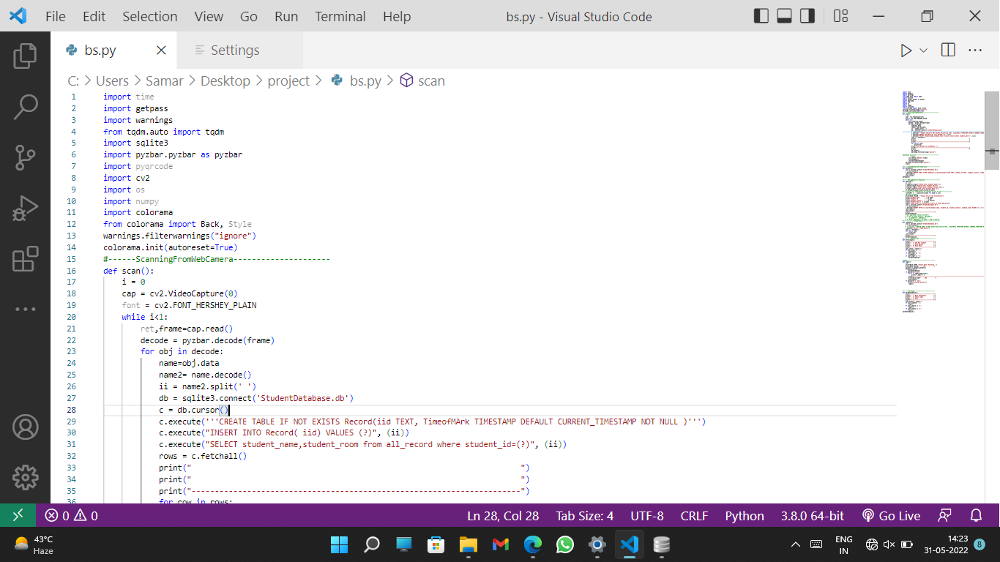 File Edit Selection View Go Run Terminal Help bs.py - Visual Studio Code
bs.py Settings
C: > Users > Samar > Desktop > project > bs.py > scan
1 import time
2 import getpass
3 import warnings
4 from tqdm.auto import tqdm
5 import sqlite3
6 import pyzbar.pyzbar as pyzbar
7 import pyqrcode
8 import cv2
9 import os
10 import numpy
11 import colorama
12 from colorama import Back, Style
13 warnings.filterwarnings("ignore")
14 colorama.init(autoreset=True)
15 #------ScanningFromWebCamera---------------------
16 def scan():
17 i = 0
18 cap = cv2.VideoCapture(0)
19 font = cv2.FONT_HERSHEY_PLAIN
20 while i<1:
21 ret,frame=cap.read()
22 decode = pyzbar.decode(frame)
23 for obj in decode:
24 name=obj.data
25 name2= name.decode()
26 ii = name2.split(' ')
27 db = sqlite3.connect('StudentDatabase.db')
28 c = db.cursor()
29 c.execute('''CREATE TABLE IF NOT EXISTS Record(iid TEXT, TimeofMArk TIMESTAMP DEFAULT CURRENT_TIMESTAMP NOT NULL )''')
30 c.execute("INSERT INTO Record( iid) VALUES (?)", (ii))
31 c.execute("SELECT student_name,student_room from all_record where student_id=(?)", (ii))
32 rows = c.fetchall()
33 print(" ")
34 print(" ")
35 print("-----------------------------------------------------------------------")
36 for row in rows:
0 0 Ln 28, Col 28 Tab Size: 4 UTF-8 CRLF Python 3.8.0 64-bit Go Live
43°C
Haze
ENG
IN
14:23
31-05-2022
8